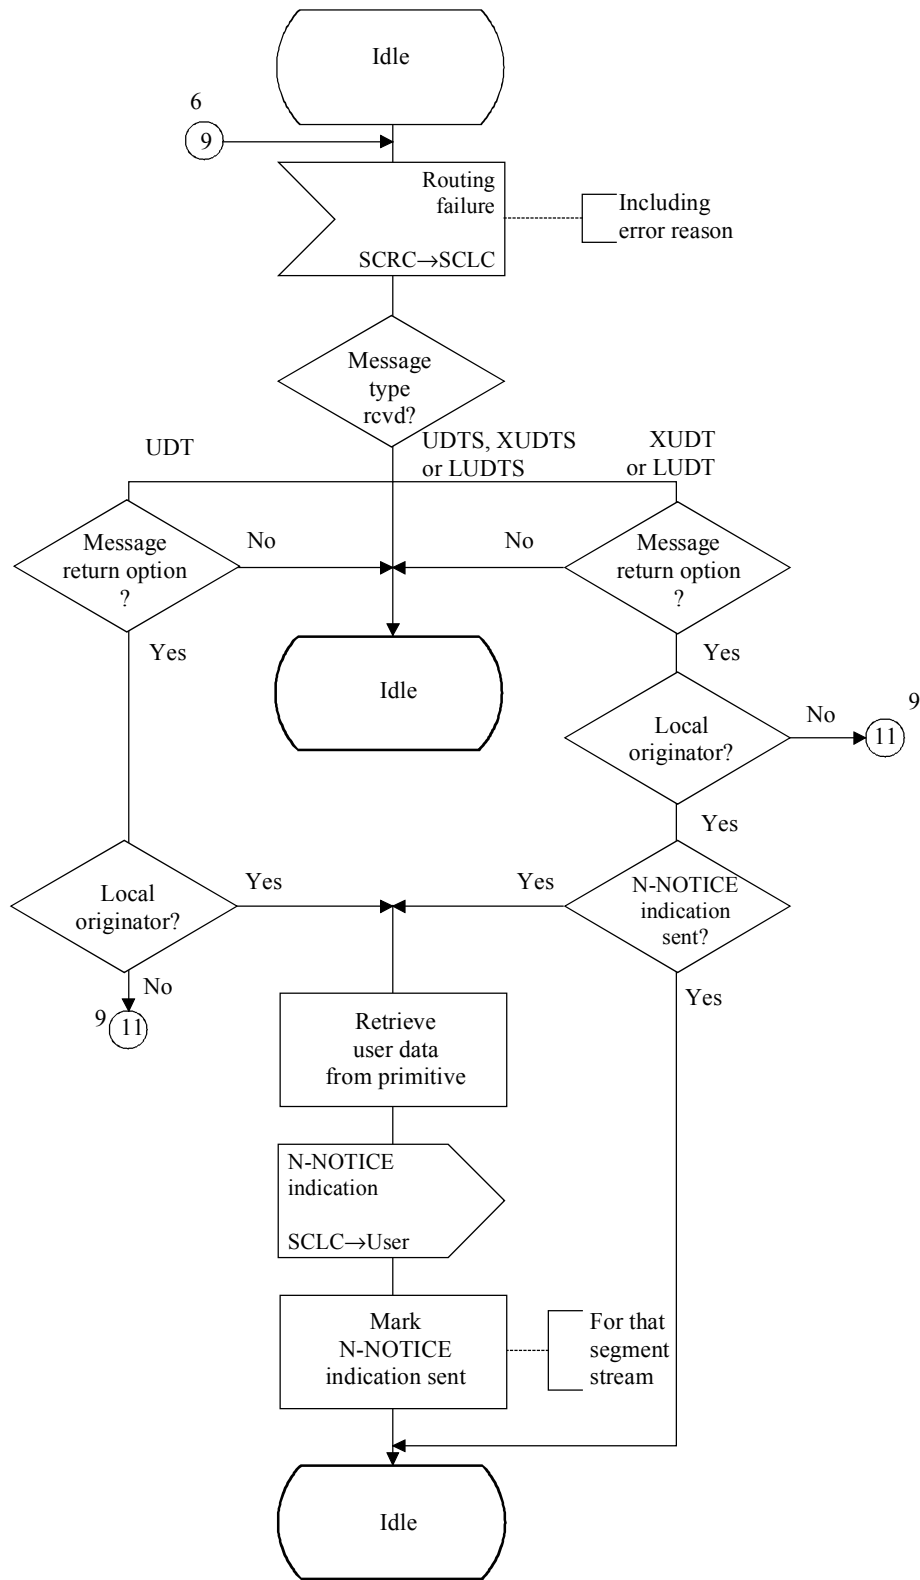 Idle
6
9
Routing
failure
SCRC→SCLC
Including
error reason
Message
type
rcvd?
UDT
UDTS, XUDTS
or LUDTS
XUDT
or LUDT
Message
return option
?
No
No
Message
return option
?
Yes
Idle
Yes
Local
originator?
No
9
11
Yes
Local
originator?
Yes
Yes
N-NOTICE
indication
sent?
No
9
11
Yes
Retrieve
user data
from primitive
N-NOTICE
indication
SCLC→User
Mark
N-NOTICE
indication sent
For that
segment
stream
Idle